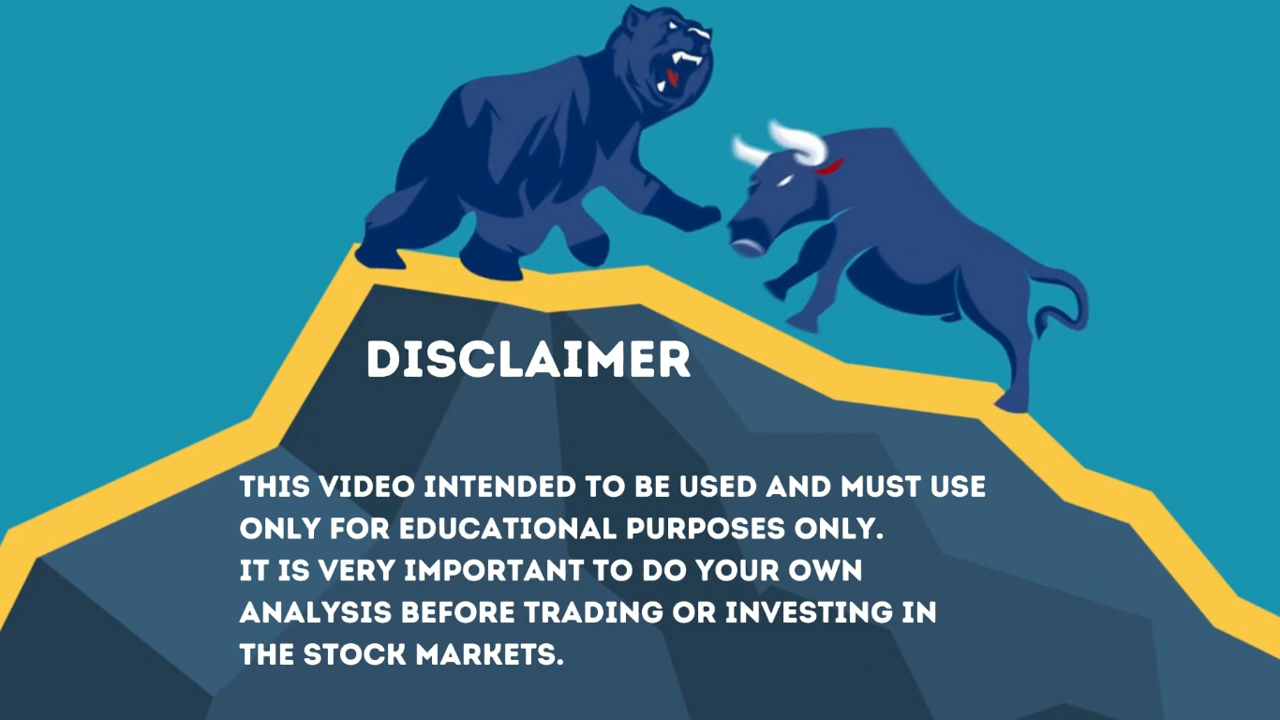 DISCLAIMER
THIS VIDEO INTENDED TO BE USED AND MUST USE
ONLY FOR EDUCATIONAL PURPOSES ONLY.
IT IS VERY IMPORTANT TO DO YOUR OWN
ANALYSIS BEFORE TRADING OR INVESTING IN
THE STOCK MARKETS.